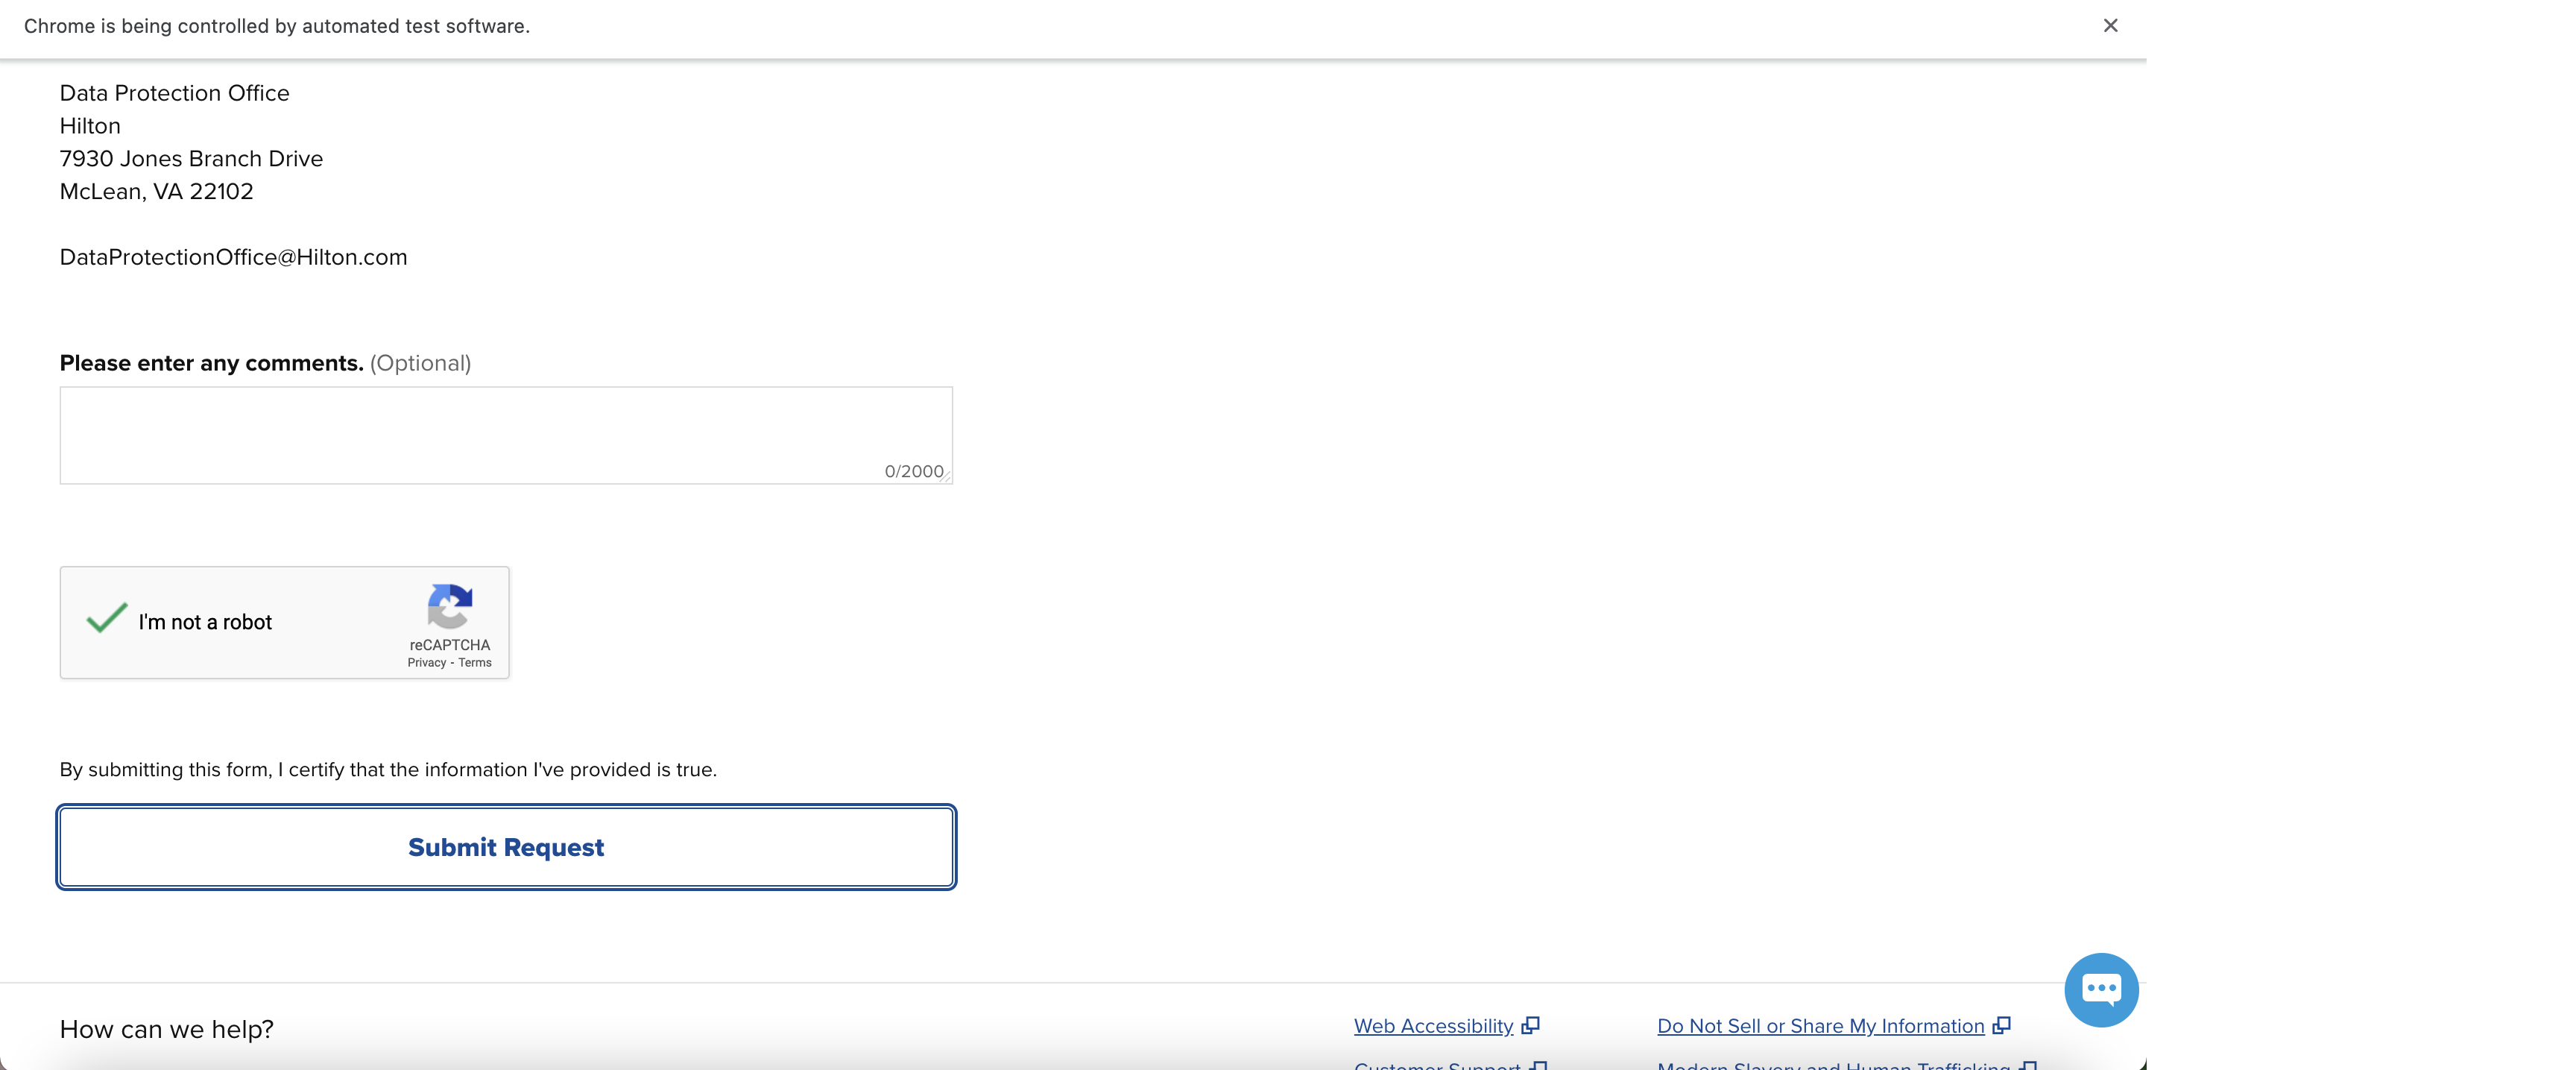 Chrome is being controlled by automated test software.
Data Protection Office
Hilton
7930 Jones Branch Drive
McLean, VA 22102
DataProtectionOffice@Hilton.com
Please enter any comments. (Optional)
0/2000
I'm not a robot
reCAPTCHA
Privacy - Terms
By submitting this form, I certify that the information I've provided is true.
Submit Request
How can we help?
Web Accessibility
Do Not Sell or Share My Information
Customer Support
Modern Slavery and Human Trafficking